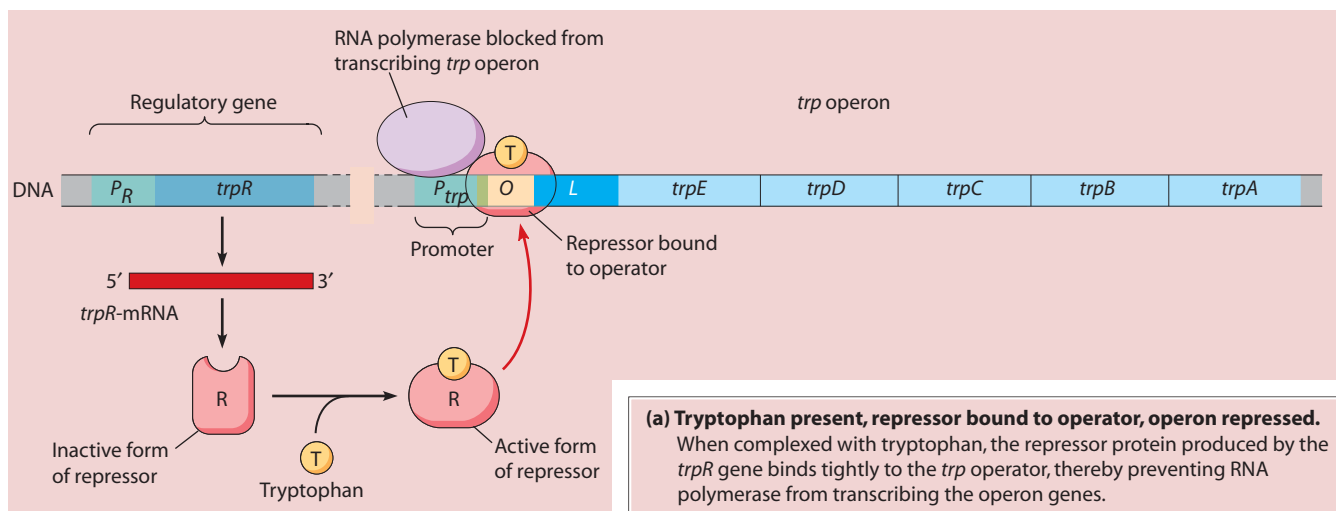 RNA polymerase blocked from
transcribing trp operon
Regulatory gene
trp operon
T
DNA
P_R
trpR
P_trp
O
L
trpE
trpD
trpC
trpB
trpA
Promoter
Repressor bound
to operator
5′
3′
trpR-mRNA
R
T
R
Inactive form
of repressor
T
Tryptophan
Active form
of repressor
(a) Tryptophan present, repressor bound to operator, operon repressed.
When complexed with tryptophan, the repressor protein produced by the
trpR gene binds tightly to the trp operator, thereby preventing RNA
polymerase from transcribing the operon genes.